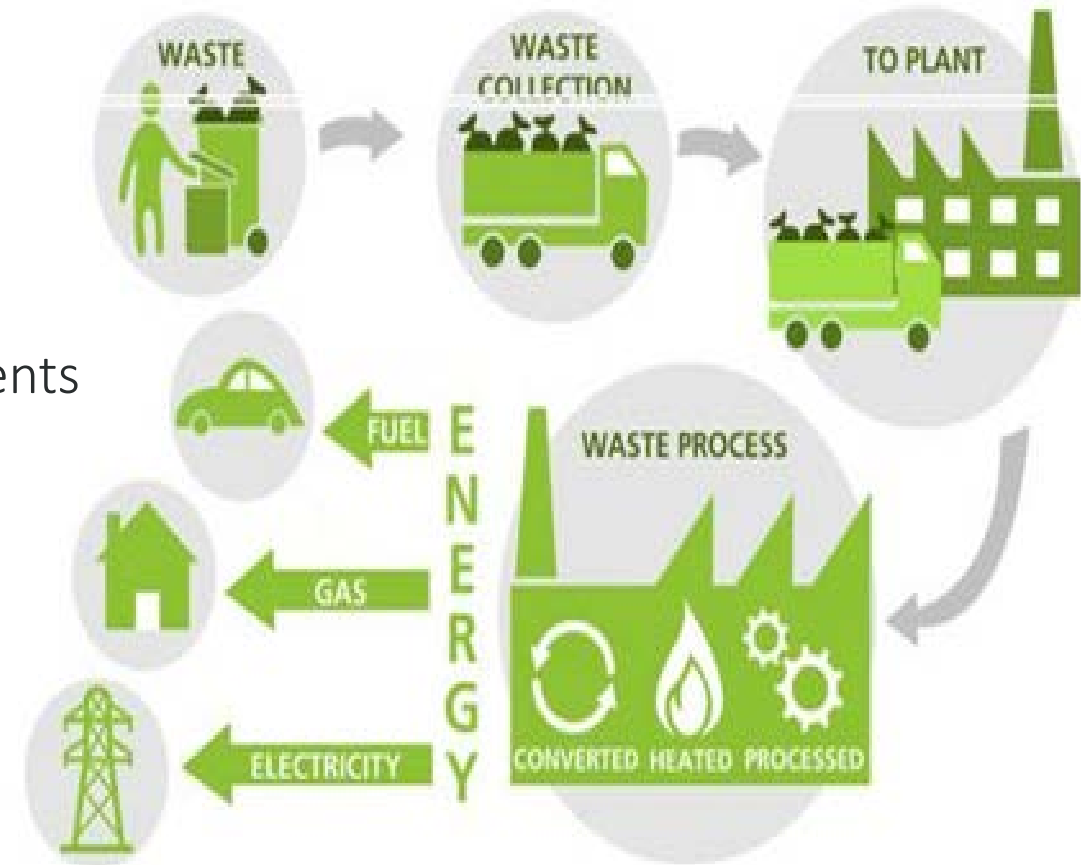 WASTE
WASTE
COLLECTION
TO PLANT
ents
FUEL
ENERGY
WASTE PROCESS
GAS
ELECTRICITY
CONVERTED HEATED PROCESSED